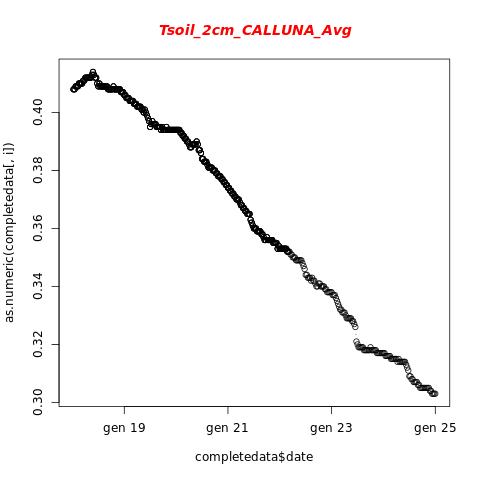 Tsoil_2cm_CALLUNA_Avg
as.numeric(completedata[, i])
0.40
0.38
0.36
0.34
0.32
0.30
gen 19 gen 21 gen 23 gen 25
completedata$date